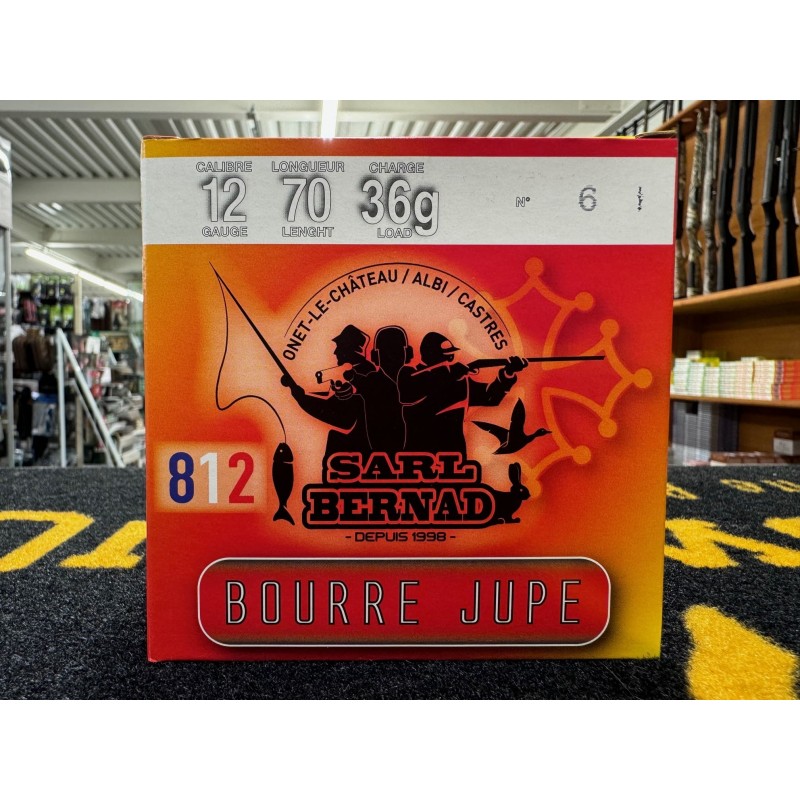 CALIBRE LONGUEUR CHARGE
12 70 36g N° 6
GAUGE LENGHT LOAD
ONET-LE-CHÂTEAU / ALBI / CASTRES
812
SARL
BERNAD
- DEPUIS 1998 -
BOURRE JUPE